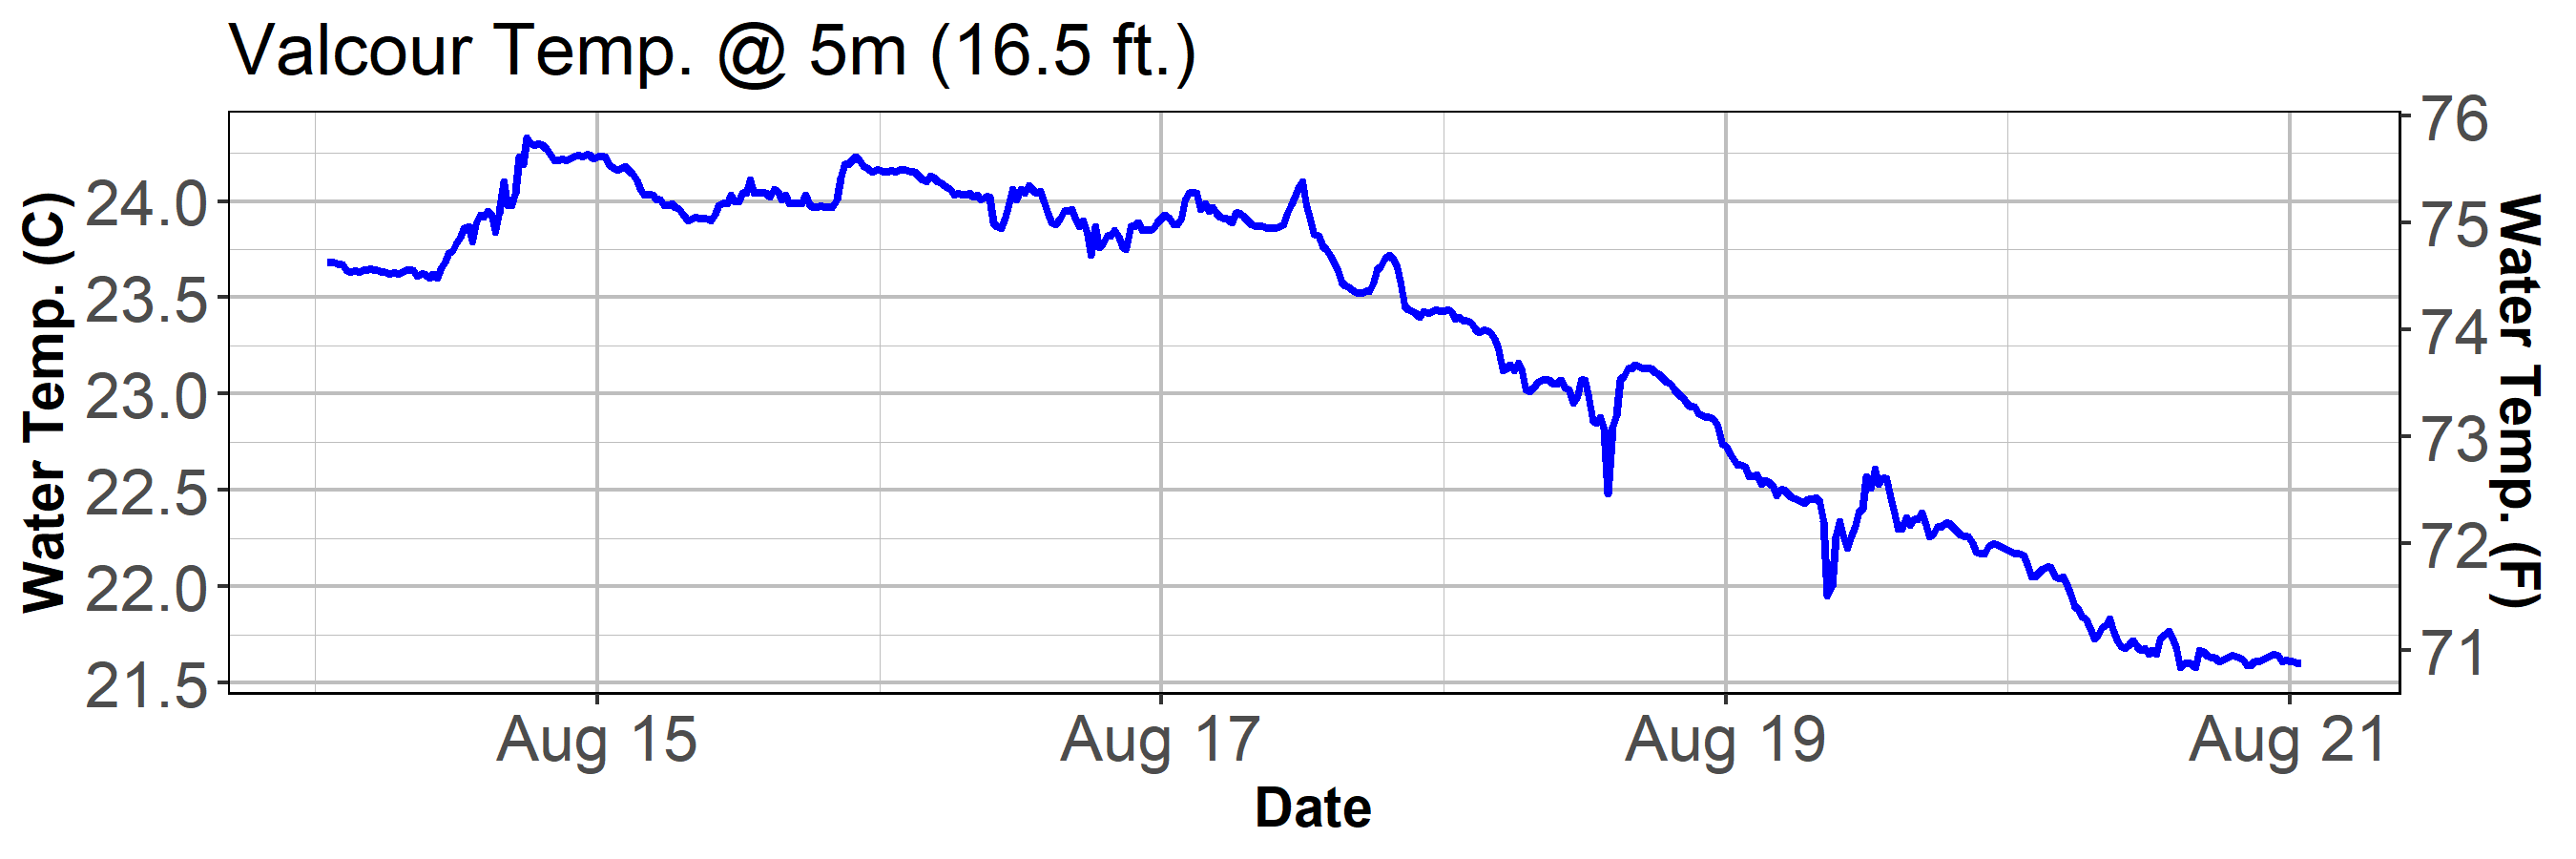 Valcour Temp. @ 5m (16.5 ft.)
Water Temp. (C)
24.0
23.5
23.0
22.5
22.0
21.5
76
75
74
73
72
71
Water Temp. (F)
Aug 15
Aug 17
Aug 19
Aug 21
Date